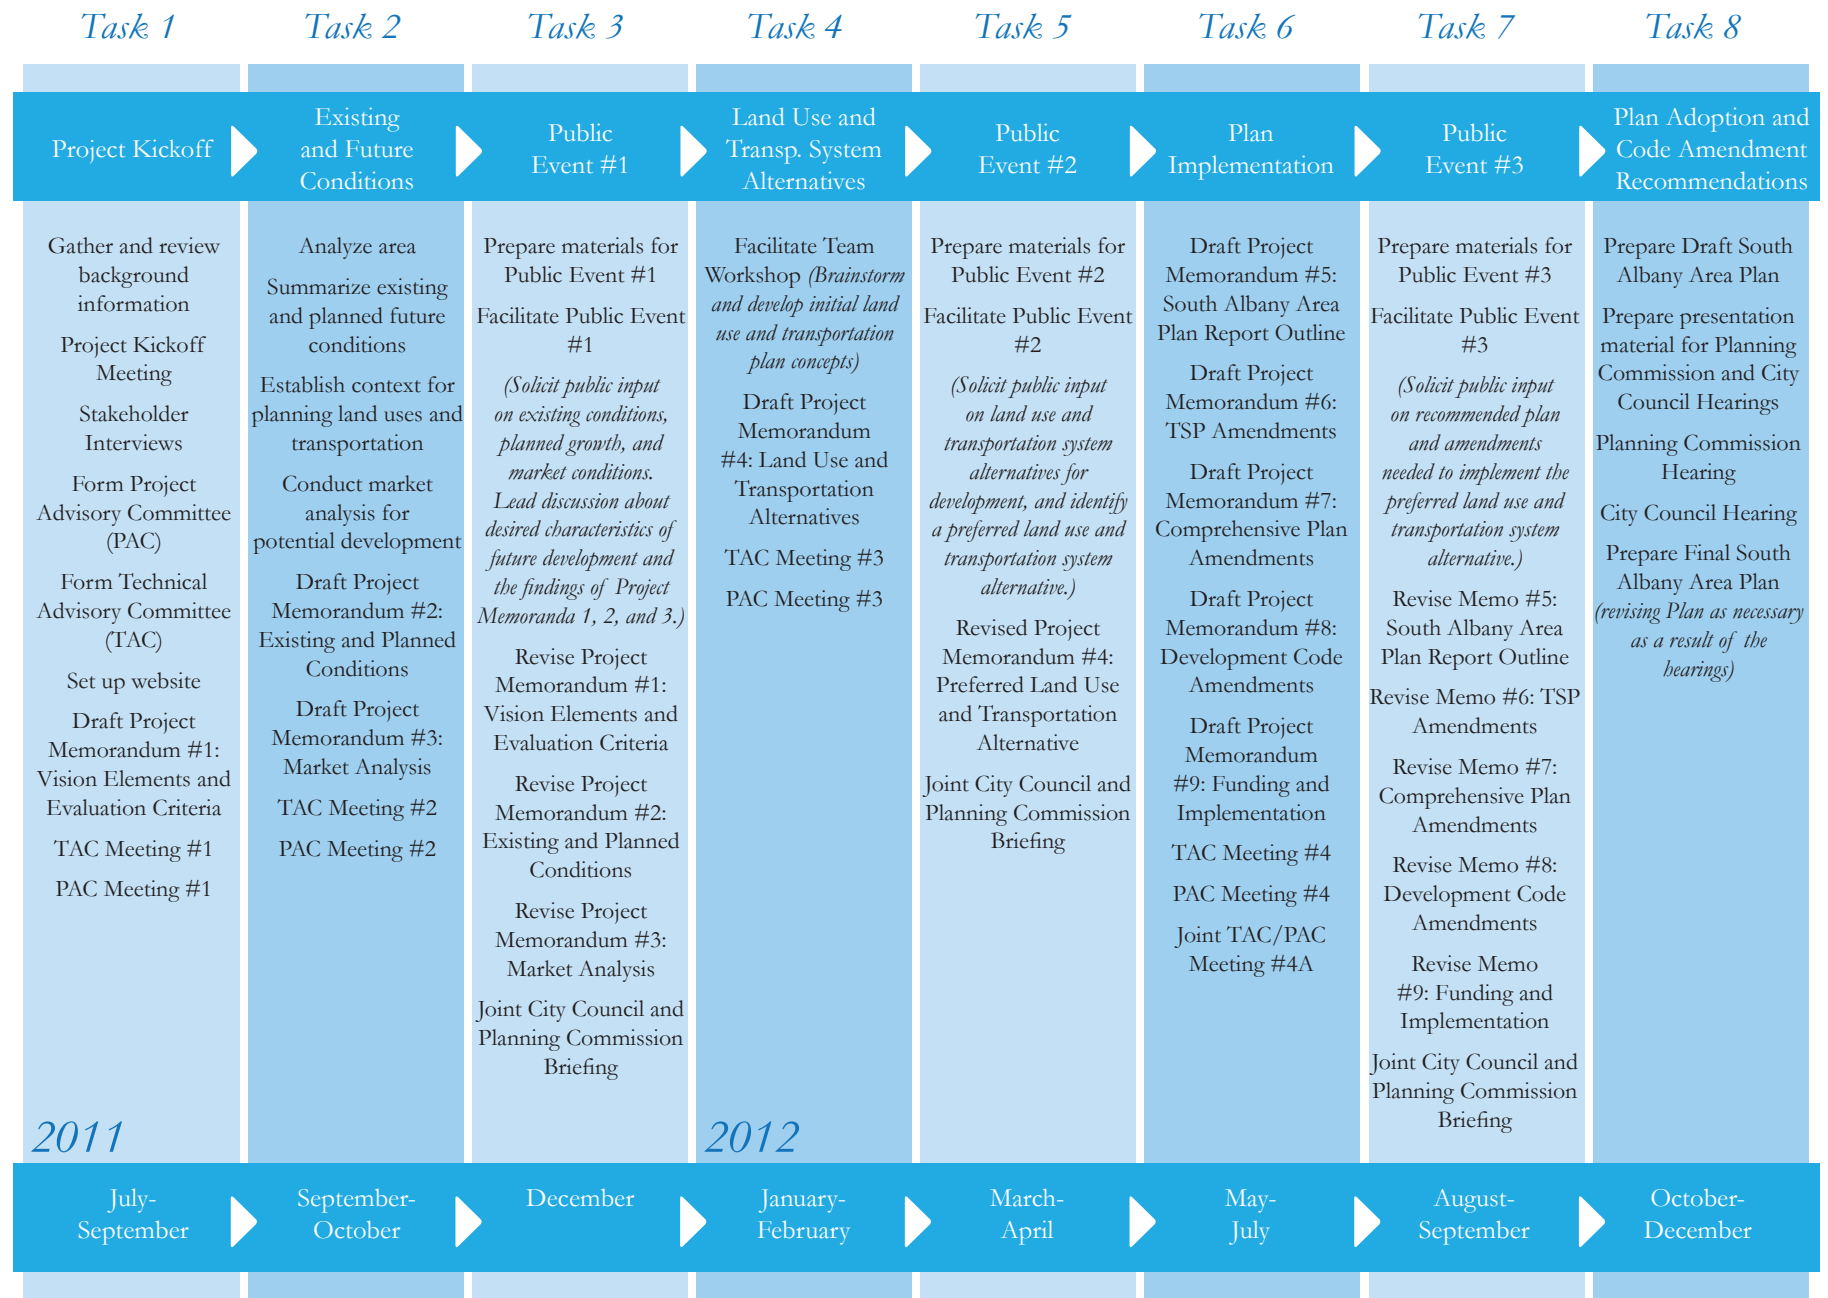 Task 1
Task 2
Task 3
Task 4
Task 5
Task 6
Task 7
Task 8
Project Kickoff
Existing
and Future
Conditions
Public
Event #1
Land Use and
Transp. System
Alternatives
Public
Event #2
Plan
Implementation
Public
Event #3
Plan Adoption and
Code Amendment
Recommendations
Gather and review
background
information
Project Kickoff
Meeting
Stakeholder
Interviews
Form Project
Advisory Committee
(PAC)
Form Technical
Advisory Committee
(TAC)
Set up website
Draft Project
Memorandum #1:
Vision Elements and
Evaluation Criteria
TAC Meeting #1
PAC Meeting #1
Analyze area
Summarize existing
and planned future
conditions
Establish context for
planning land uses and
transportation
Conduct market
analysis for
potential development
Draft Project
Memorandum #2:
Existing and Planned
Conditions
Draft Project
Memorandum #3:
Market Analysis
TAC Meeting #2
PAC Meeting #2
Prepare materials for
Public Event #1
Facilitate Public Event
#1
(Solicit public input
on existing conditions,
planned growth, and
market conditions.
Lead discussion about
desired characteristics of
future development and
the findings of Project
Memoranda 1, 2, and 3.)
Revise Project
Memorandum #1:
Vision Elements and
Evaluation Criteria
Revise Project
Memorandum #2:
Existing and Planned
Conditions
Revise Project
Memorandum #3:
Market Analysis
Joint City Council and
Planning Commission
Briefing
Facilitate Team
Workshop (Brainstorm
and develop initial land
use and transportation
plan concepts)
Draft Project
Memorandum
#4: Land Use and
Transportation
Alternatives
TAC Meeting #3
PAC Meeting #3
Prepare materials for
Public Event #2
Facilitate Public Event
#2
(Solicit public input
on land use and
transportation system
alternatives for
development, and identify
a preferred land use and
transportation system
alternative.)
Revised Project
Memorandum #4:
Preferred Land Use
and Transportation
Alternative
Joint City Council and
Planning Commission
Briefing
Draft Project
Memorandum #5:
South Albany Area
Plan Report Outline
Draft Project
Memorandum #6:
TSP Amendments
Draft Project
Memorandum #7:
Comprehensive Plan
Amendments
Draft Project
Memorandum #8:
Development Code
Amendments
Draft Project
Memorandum
#9: Funding and
Implementation
TAC Meeting #4
PAC Meeting #4
Joint TAC/PAC
Meeting #4A
Prepare materials for
Public Event #3
Facilitate Public Event
#3
(Solicit public input
on recommended plan
and amendments
needed to implement the
preferred land use and
transportation system
alternative.)
Revise Memo #5:
South Albany Area
Plan Report Outline
Revise Memo #6: TSP
Amendments
Revise Memo #7:
Comprehensive Plan
Amendments
Revise Memo #8:
Development Code
Amendments
Revise Memo
#9: Funding and
Implementation
Joint City Council and
Planning Commission
Briefing
Prepare Draft South
Albany Area Plan
Prepare presentation
material for Planning
Commission and City
Council Hearings
Planning Commission
Hearing
City Council Hearing
Prepare Final South
Albany Area Plan
(revising Plan as necessary
as a result of the
hearings)
2011
2012
July-
September
September-
October
December
January-
February
March-
April
May-
July
August-
September
October-
December